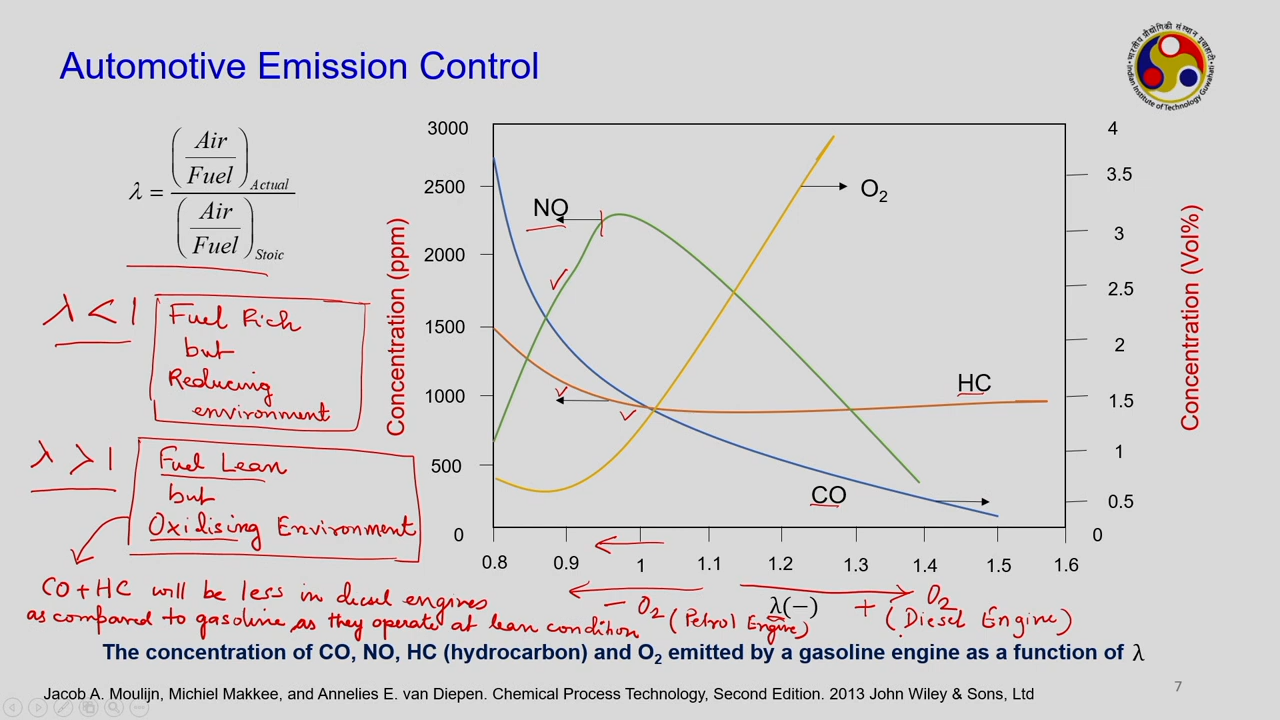 Automotive Emission Control
भारतीय प्रौद्योगिकी संस्थान गुवाहाटी
Indian Institute of Technology Guwahati
λ = (Air/Fuel)Actual / (Air/Fuel)Stoic
λ < 1
Fuel Rich
but
Reducing
environment
λ > 1
Fuel Lean
but
Oxidising Environment
CO + HC will be less in diesel engines
as compared to gasoline as they operate at lean condition
Concentration (ppm)
3000
2500
2000
1500
1000
500
0
NO
O2
HC
CO
4
3.5
3
2.5
2
1.5
1
0.5
0
Concentration (Vol%)
0.8 0.9 1 1.1 1.2 1.3 1.4 1.5 1.6
λ(−)
− O2 (Petrol Engine)
+ O2 (Diesel Engine)
The concentration of CO, NO, HC (hydrocarbon) and O2 emitted by a gasoline engine as a function of λ
Jacob A. Moulijn, Michiel Makkee, and Annelies E. van Diepen. Chemical Process Technology, Second Edition. 2013 John Wiley & Sons, Ltd
7